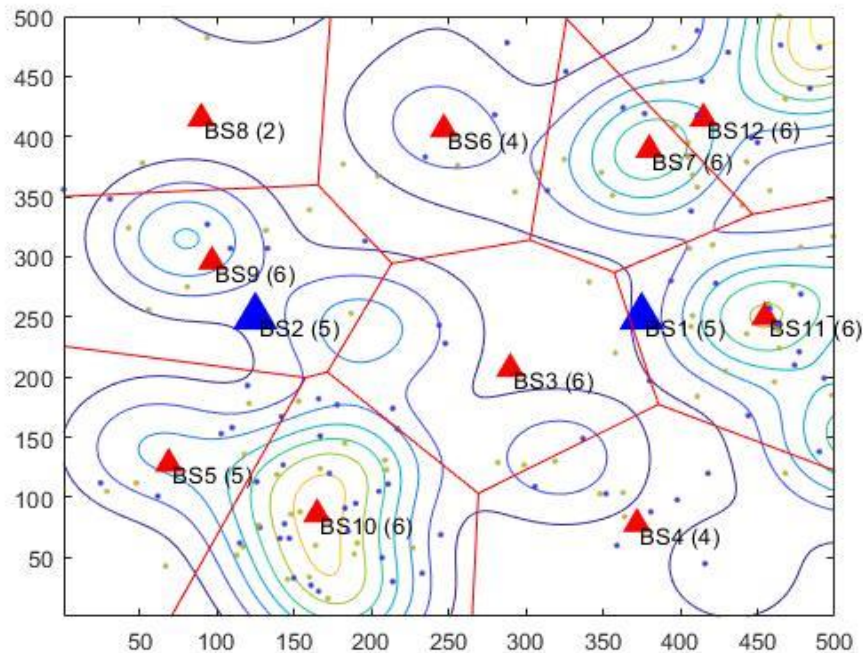 500
450
400
350
300
250
200
150
100
50
BS8 (2)
BS6 (4)
BS12 (6)
BS7 (6)
BS9 (6)
BS2 (5)
BS1 (5)
BS11 (6)
BS3 (6)
BS5 (5)
BS10 (6)
BS4 (4)
50 100 150 200 250 300 350 400 450 500